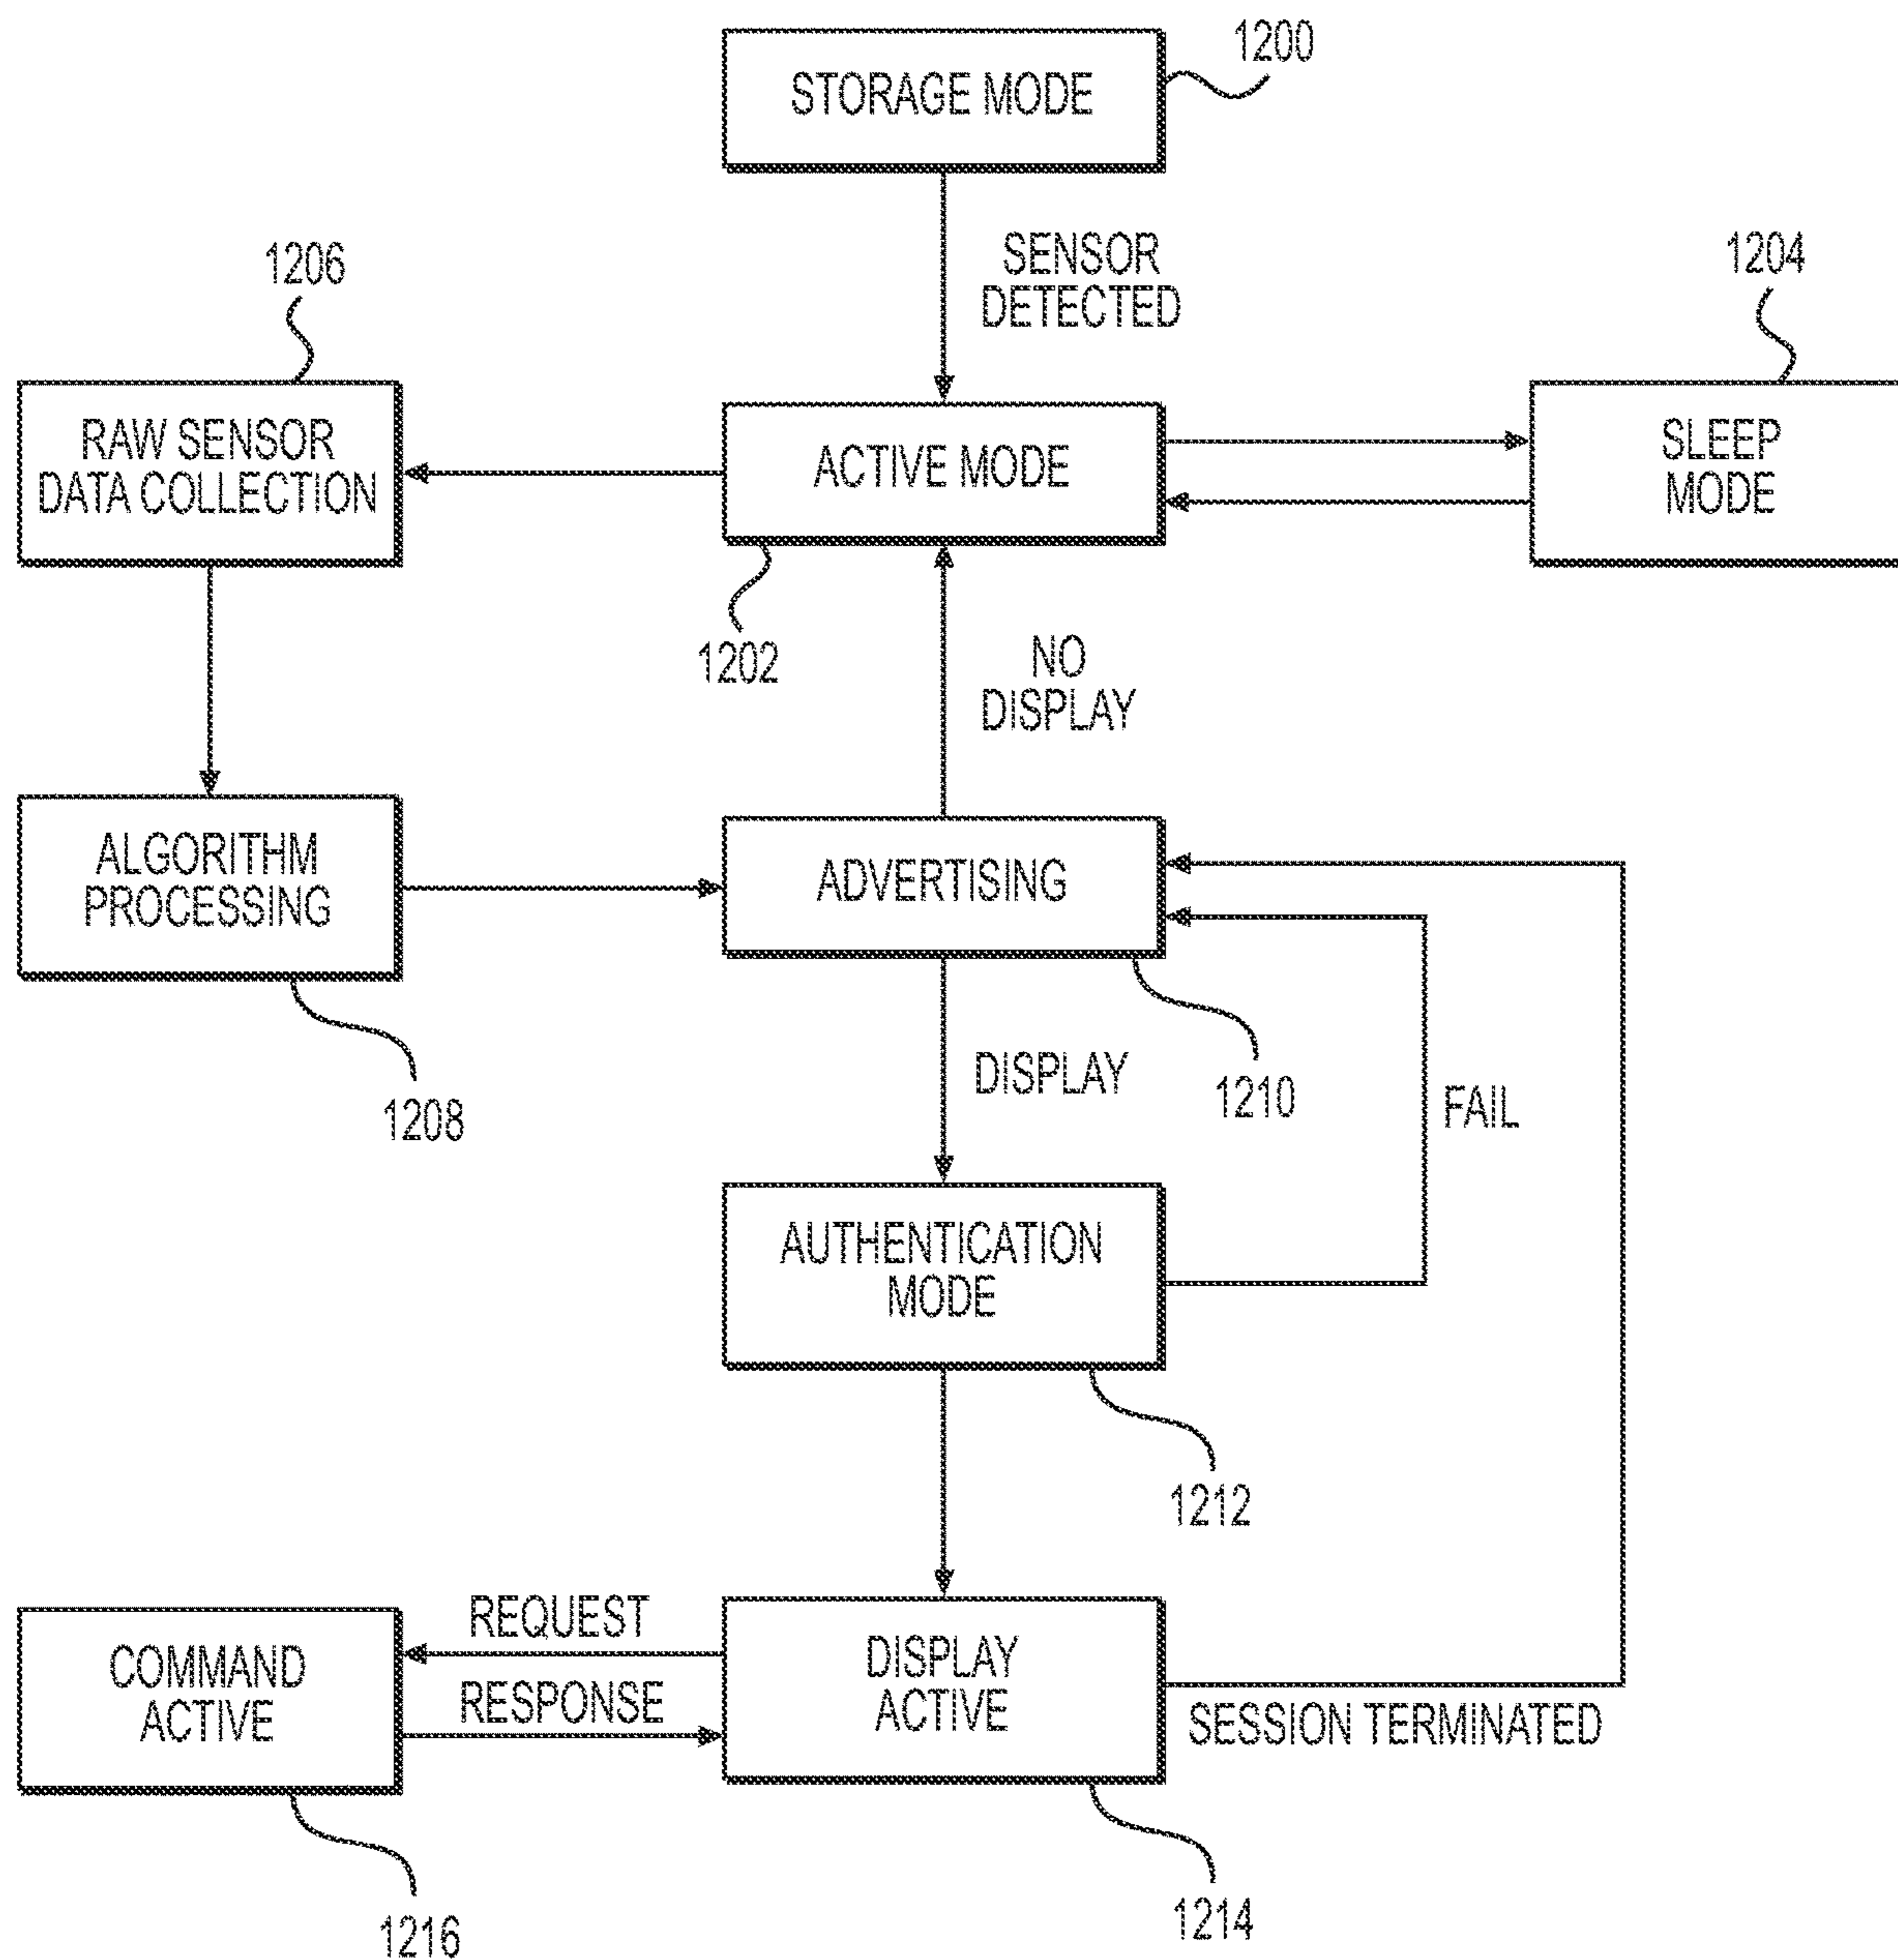 1200
STORAGE MODE
SENSOR
DETECTED
1206
1204
RAW SENSOR
DATA COLLECTION
ACTIVE MODE
SLEEP
MODE
1202
NO
DISPLAY
ALGORITHM
PROCESSING
ADVERTISING
1208
DISPLAY
1210
FAIL
AUTHENTICATION
MODE
1212
REQUEST
COMMAND
ACTIVE
RESPONSE
DISPLAY
ACTIVE
SESSION TERMINATED
1216
1214